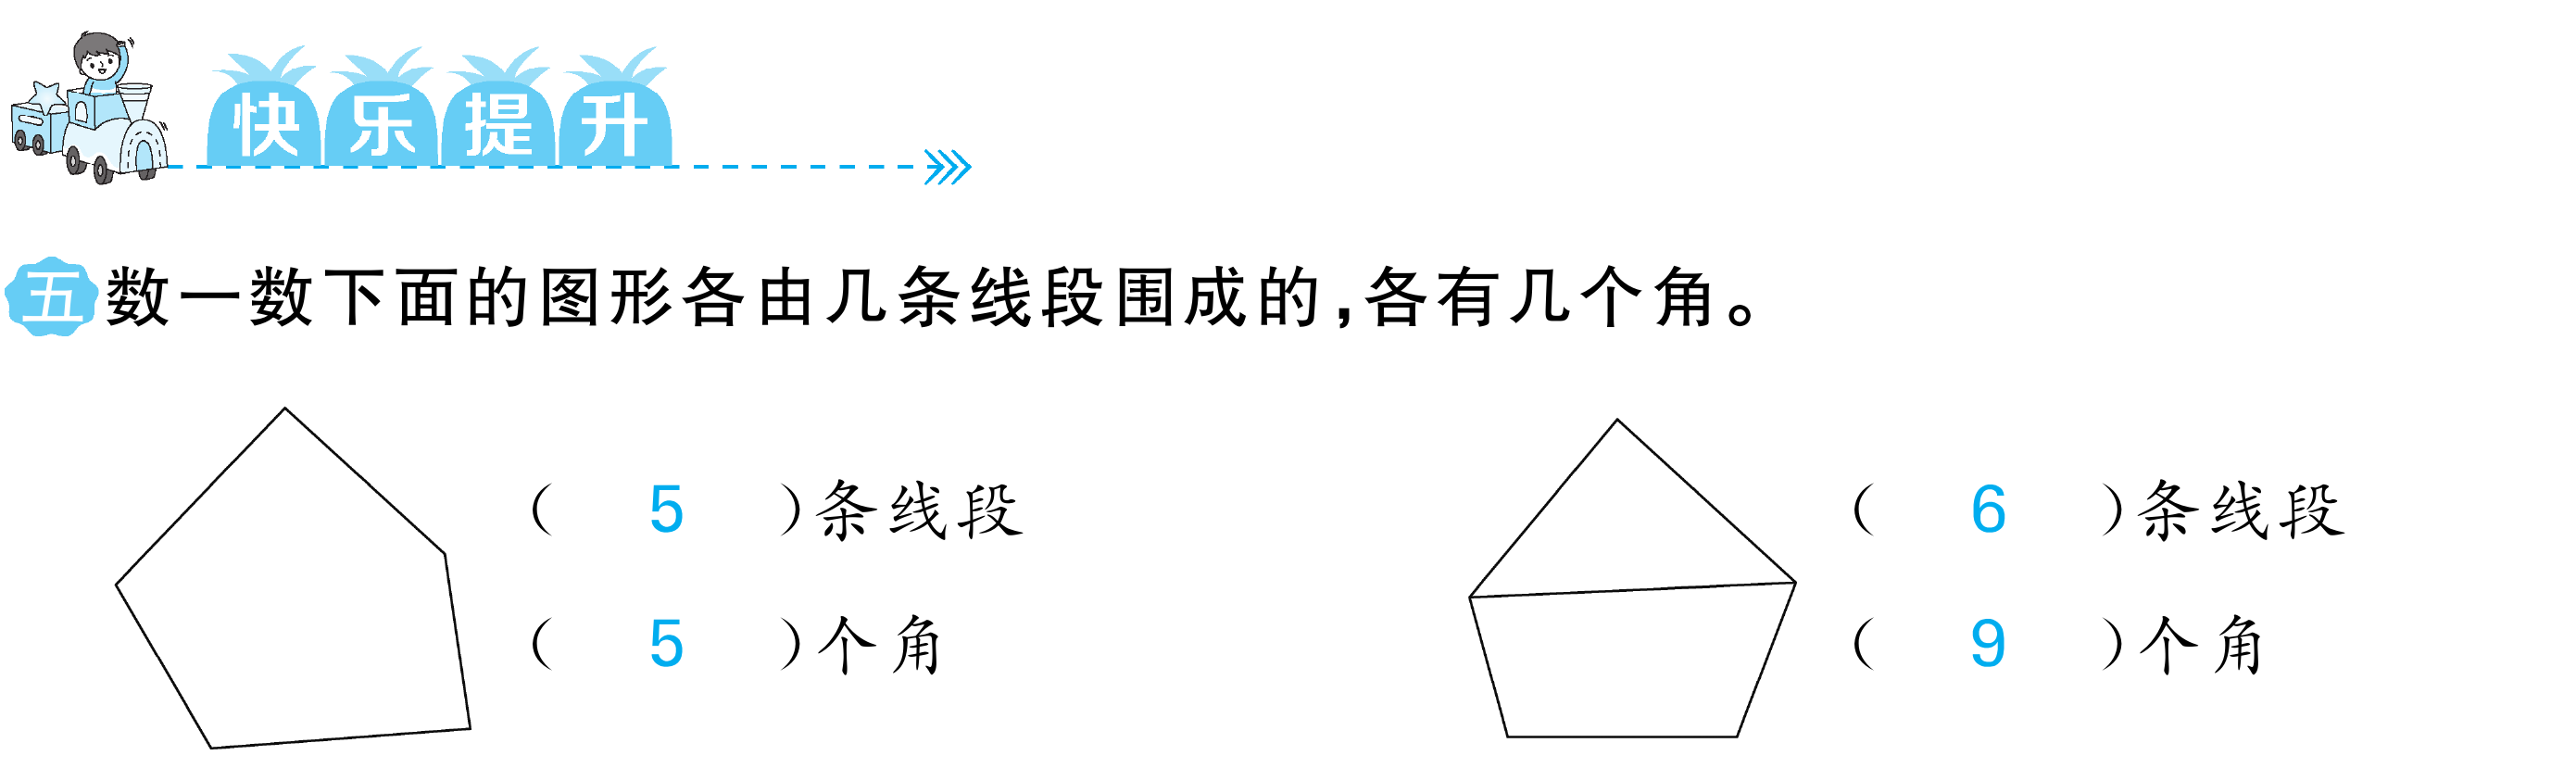 快乐提升
五 数一数下面的图形各由几条线段围成的,各有几个角。
( 5 )条线段 ( 6 )条线段
( 5 )个角 ( 9 )个角